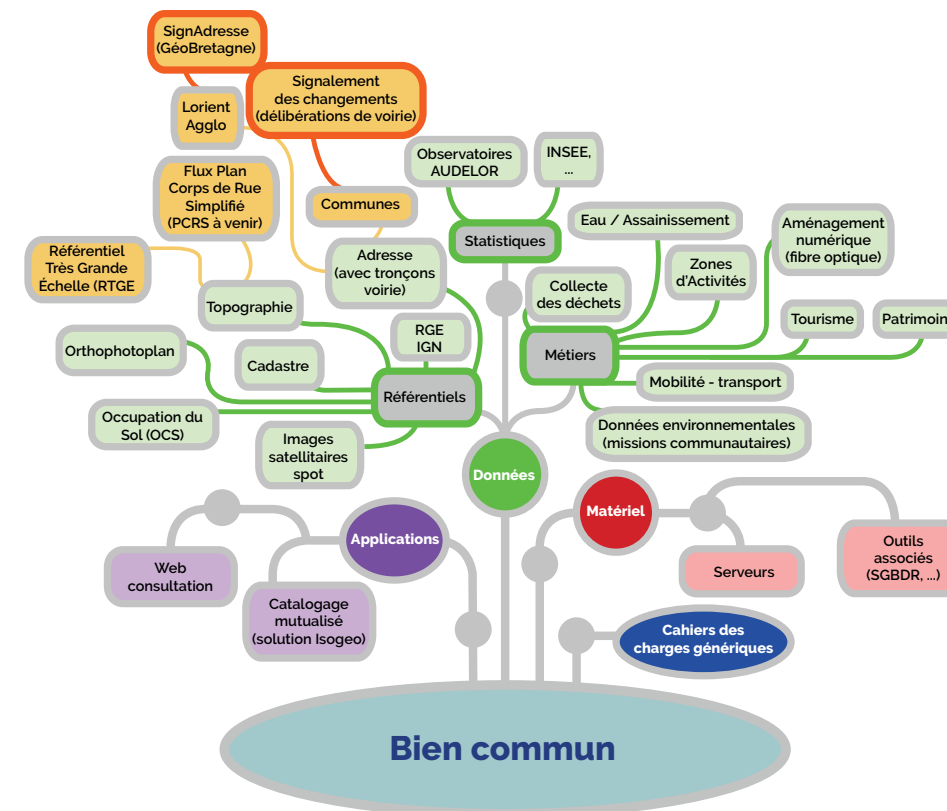 SignAdresse
(GéoBretagne)
Signalement
des changements
(délibérations de voirie)
Lorient
Agglo
Observatoires
AUDELOR
INSEE,
...
Flux Plan
Corps de Rue
Simplifié
(PCRS à venir)
Communes
Eau / Assainissement
Aménagement
numérique
(fibre optique)
Statistiques
Référentiel
Très Grande
Échelle (RTGE
Adresse
(avec tronçons
voirie)
Zones
d'Activités
Collecte
des déchets
Topographie
Tourisme
Patrimoin
RGE
IGN
Orthophotoplan
Cadastre
Métiers
Référentiels
Mobilité - transport
Occupation du
Sol (OCS)
Images
satellitaires
spot
Données environnementales
(missions communautaires)
Données
Applications
Matériel
Web
consultation
Catalogage
mutualisé
(solution Isogeo)
Serveurs
Outils
associés
(SGBDR, ...)
Cahiers des
charges génériques
Bien commun